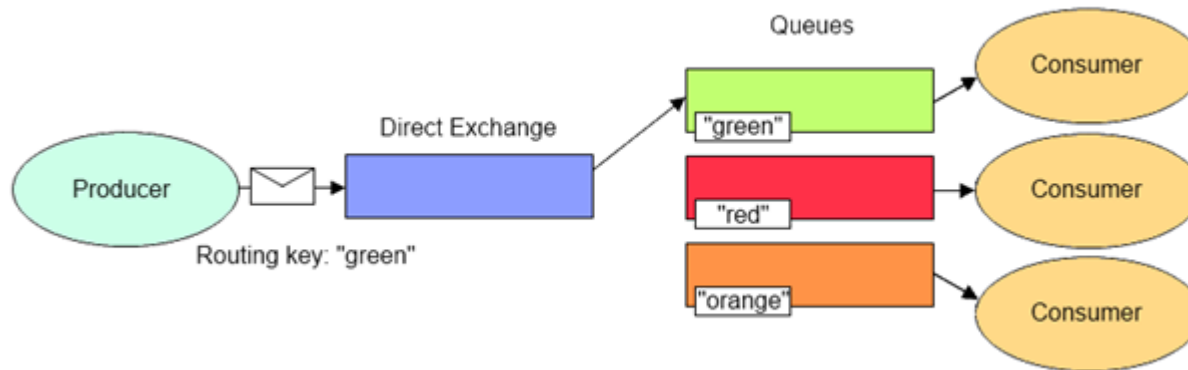 Queues
Consumer
"green"
Direct Exchange
Producer
Consumer
"red"
Routing key: "green"
"orange"
Consumer